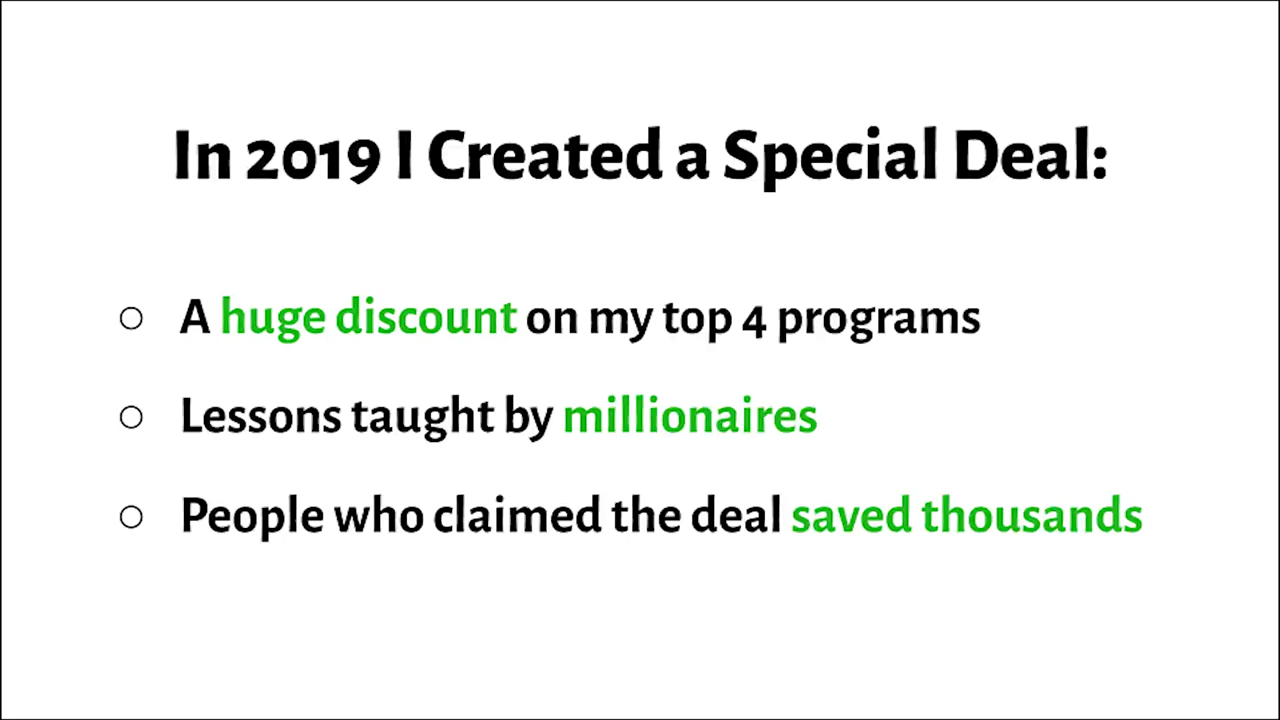 In 2019 I Created a Special Deal:
○ A huge discount on my top 4 programs
○ Lessons taught by millionaires
○ People who claimed the deal saved thousands